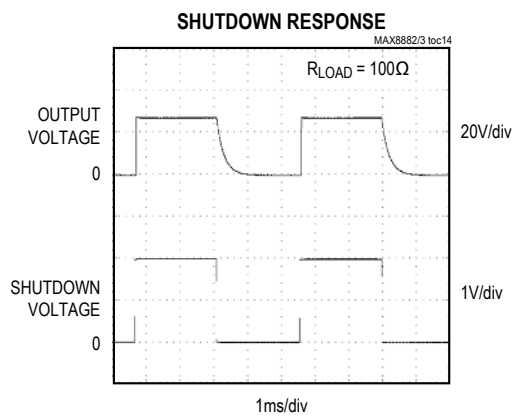 SHUTDOWN RESPONSE
MAX8882/3 toc14
RLOAD = 100Ω
OUTPUT
VOLTAGE
20V/div
0
SHUTDOWN
VOLTAGE
1V/div
0
1ms/div